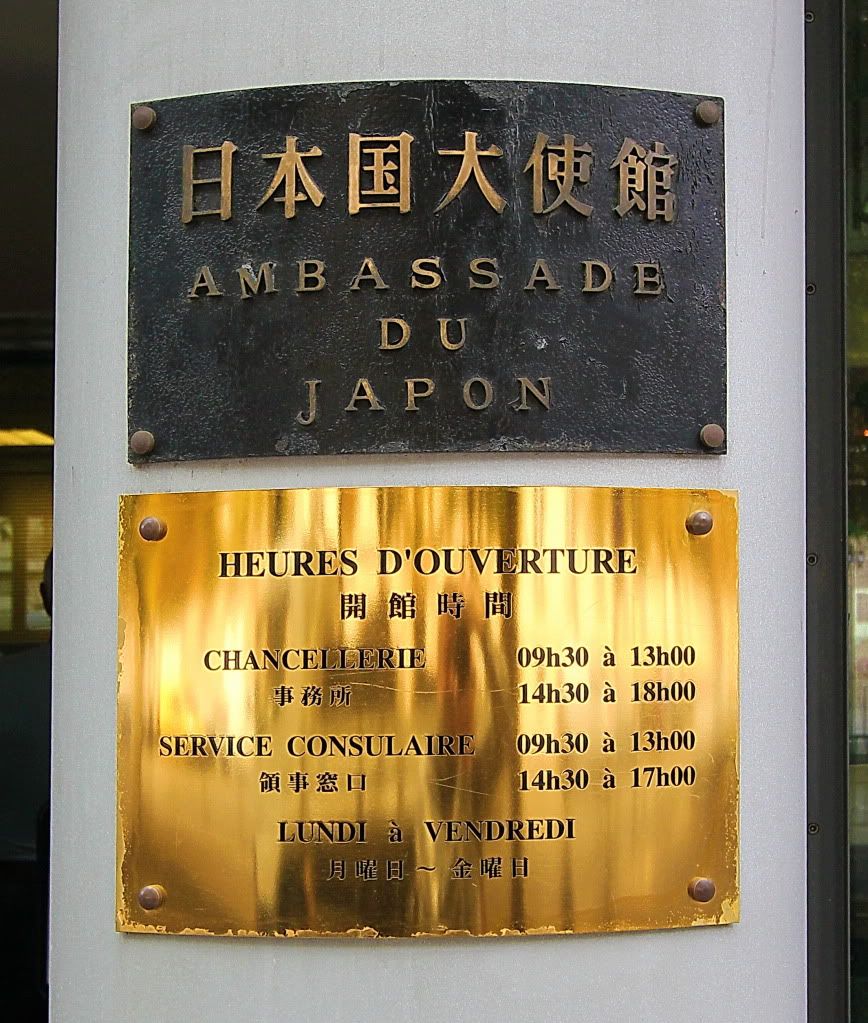 日本国大使館
AMBASSADE
DU
JAPON
HEURES D'OUVERTURE
開館時間
CHANCELLERIE 09h30 à 13h00
事務所 14h30 à 18h00
SERVICE CONSULAIRE 09h30 à 13h00
領事窓口 14h30 à 17h00
LUNDI à VENDREDI
月曜日～金曜日